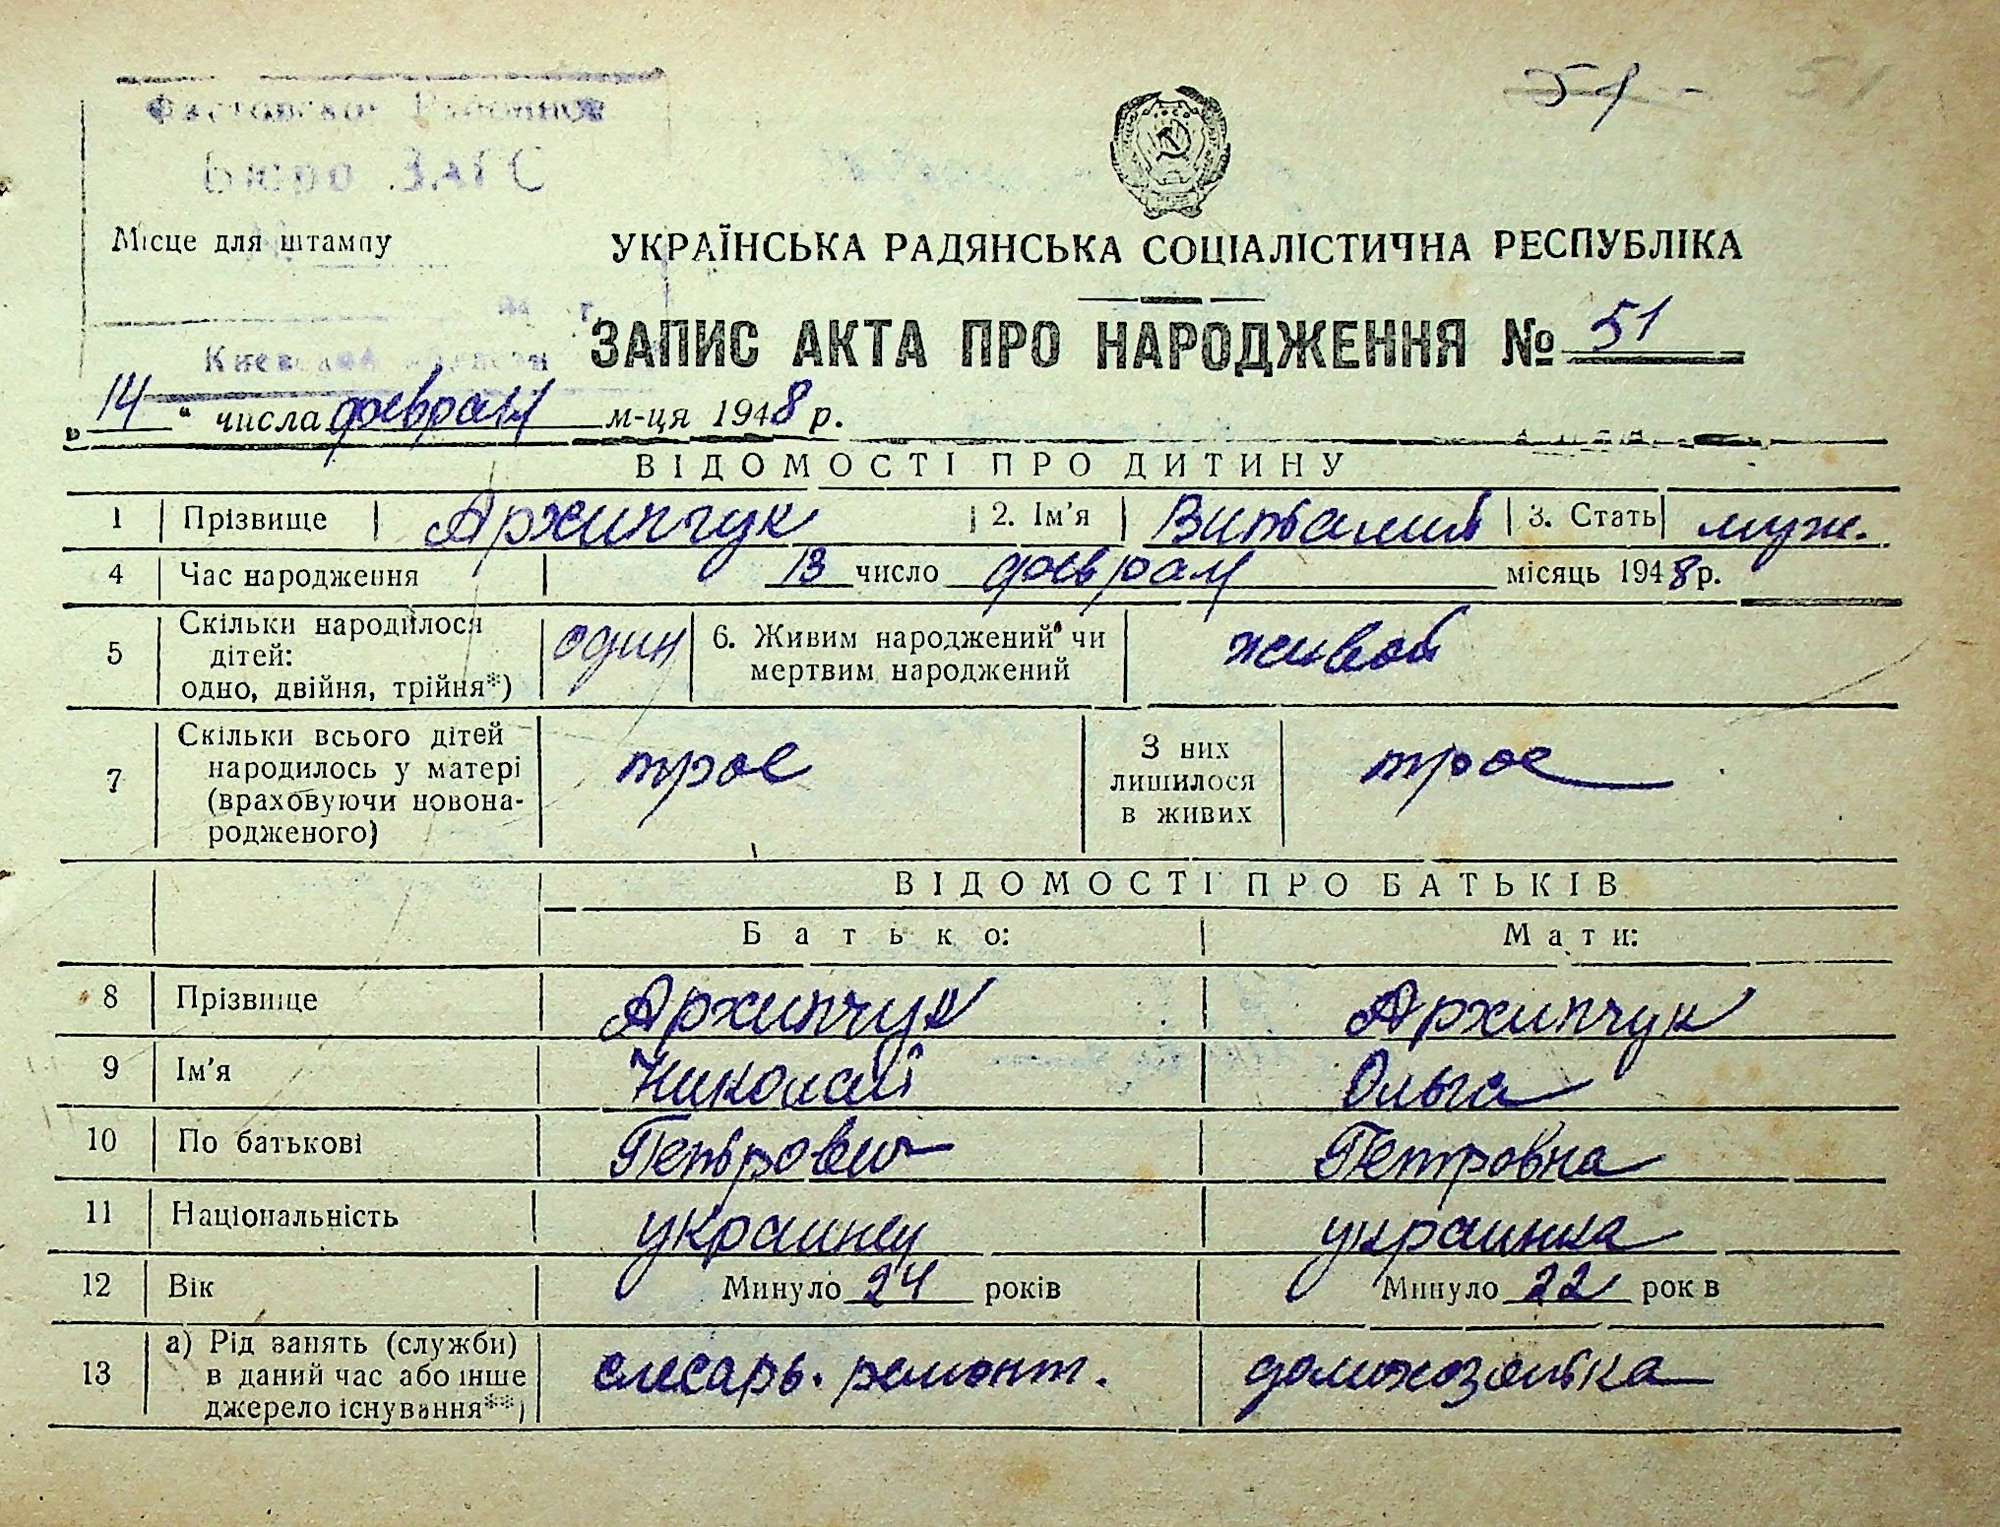 51 51
Фастовское Районное
Бюро ЗАГС
Місце для штампу
УКРАЇНСЬКА РАДЯНСЬКА СОЦІАЛІСТИЧНА РЕСПУБЛІКА
г.
Киевской
ЗАПИС АКТА ПРО НАРОДЖЕННЯ № 51
„14“ числа февраля м-ця 1948 р.
ВІДОМОСТІ ПРО ДИТИНУ
1 Прізвище Архипчук 2. Ім'я Виталий 3. Стать муж.
4 Час народження 13 число февраля місяць 1948 р.
5 Скільки народилося дітей: одно, двійня, трійня*) один 6. Живим народжений чи мертвим народжений живой
7 Скільки всього дітей народилось у матері (враховуючи новонародженого) трое З них лишилося в живих трое
ВІДОМОСТІ ПРО БАТЬКІВ
Батько: Мати:
8 Прізвище Архипчук Архипчук
9 Ім'я Николай Ольга
10 По батькові Петрович Петровна
11 Національність украинец украинка
12 Вік Минуло 24 років Минуло 22 рок в
13 а) Рід занять (служби) в даний час або інше джерело існування**) слесарь. ремонт. домохозяйка